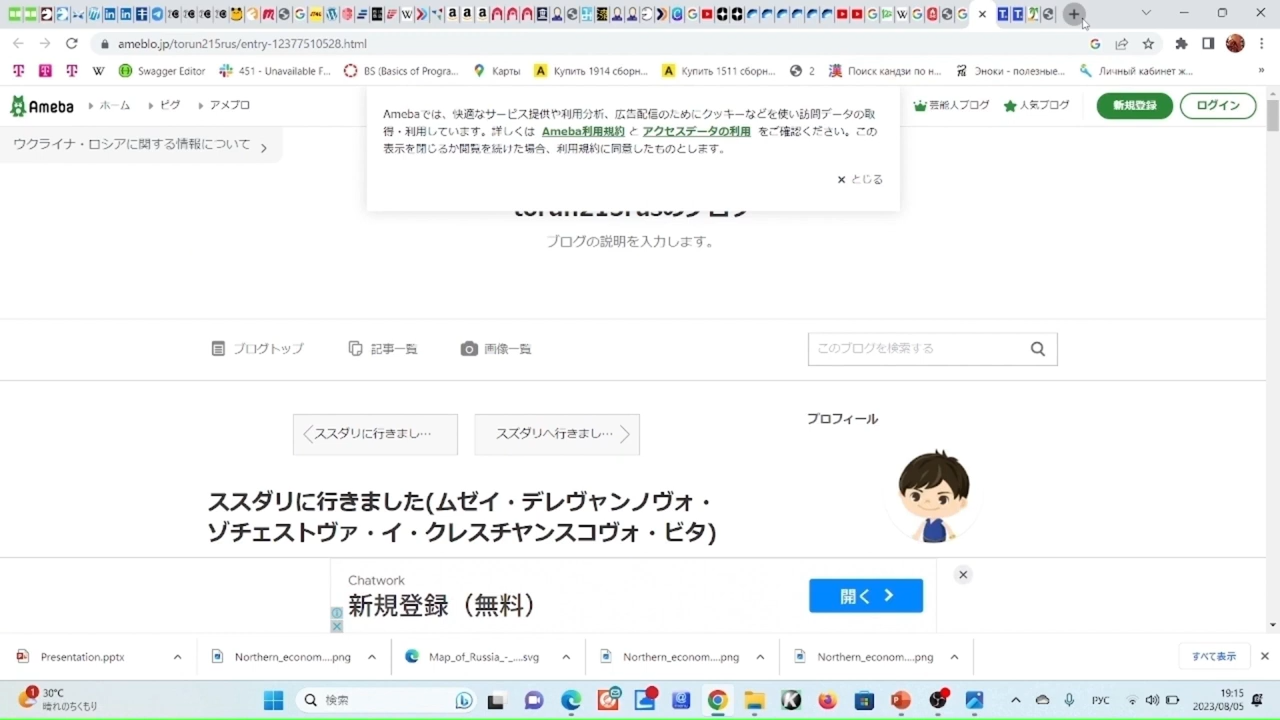 ameblo.jp/torun215rus/entry-12377510528.html
Swagger Editor
451 - Unavailable F...
BS (Basics of Progra...
Карты
Купить 1914 сборн...
Купить 1511 сборн...
2
Поиск кандзи по н...
Эноки - полезные...
Личный кабинет ж...
»
Ameba
ホーム
ピグ
アメブロ
芸能人ブログ
人気ブログ
新規登録
ログイン
Amebaでは、快適なサービス提供や利用分析、広告配信のためにクッキーなどを使い訪問データの取
得・利用しています。詳しくは Ameba利用規約 と アクセスデータの利用 をご確認ください。この
表示を閉じるか閲覧を続けた場合、利用規約に同意したものとします。
× とじる
ウクライナ・ロシアに関する情報について
torun215rusのブログ
ブログの説明を入力します。
ブログトップ
記事一覧
画像一覧
このブログを検索する
ススダリに行きまし…
スズダリへ行きまし…
プロフィール
ススダリに行きました(ムゼイ・デレヴャンノヴォ・
ゾチェストヴァ・イ・クレスチヤンスコヴォ・ビタ)
Chatwork
新規登録（無料）
開く
Presentation.pptx
Northern_econom....png
Map_of_Russia_-_....svg
Northern_econom....png
Northern_econom....png
すべて表示
1
30°C
晴れのちくもり
検索
РУС
19:15
2023/08/05